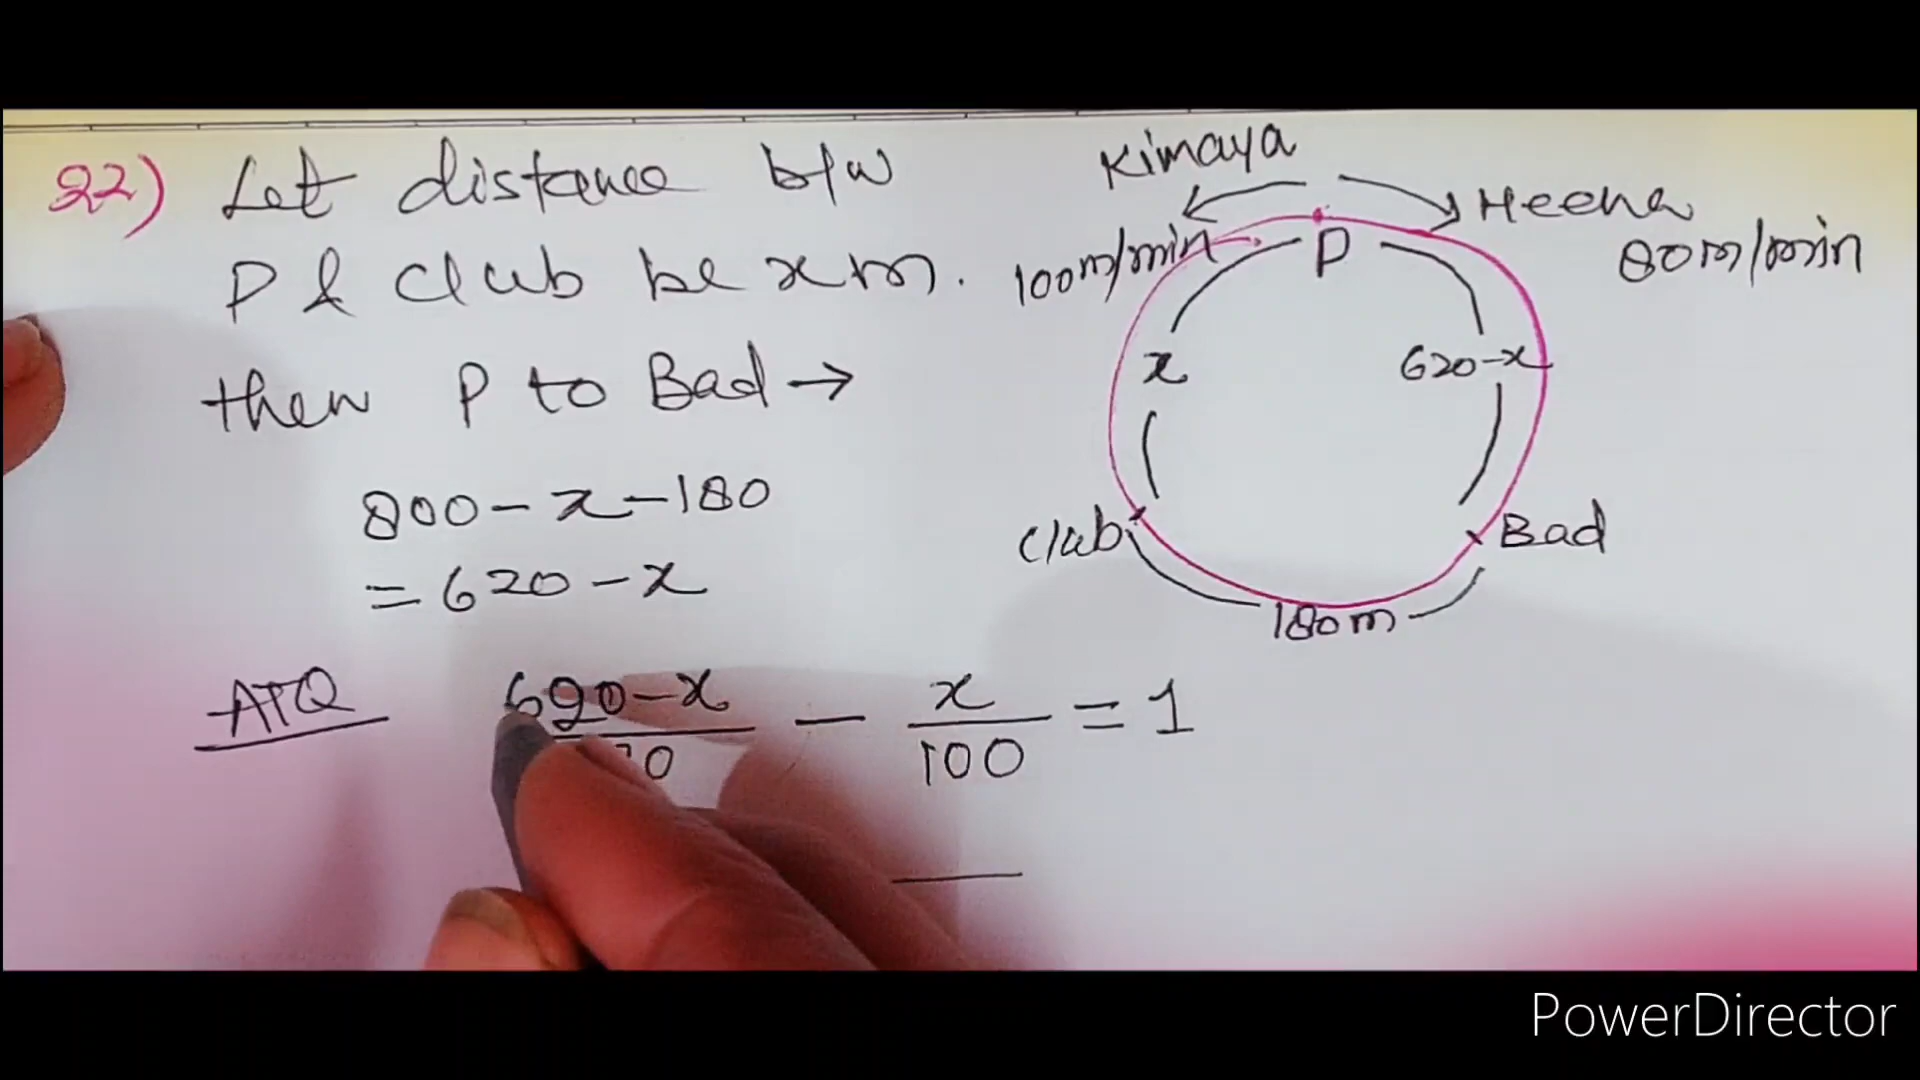 22) Let distance b/w
P & club be x m.
then P to Bad →
800 - x - 180
= 620 - x
ATQ 620 - x — x = 1
100
Kimaya
Heena
100m/min
P
80m/min
x
620-x
Club
Bad
180m
PowerDirector